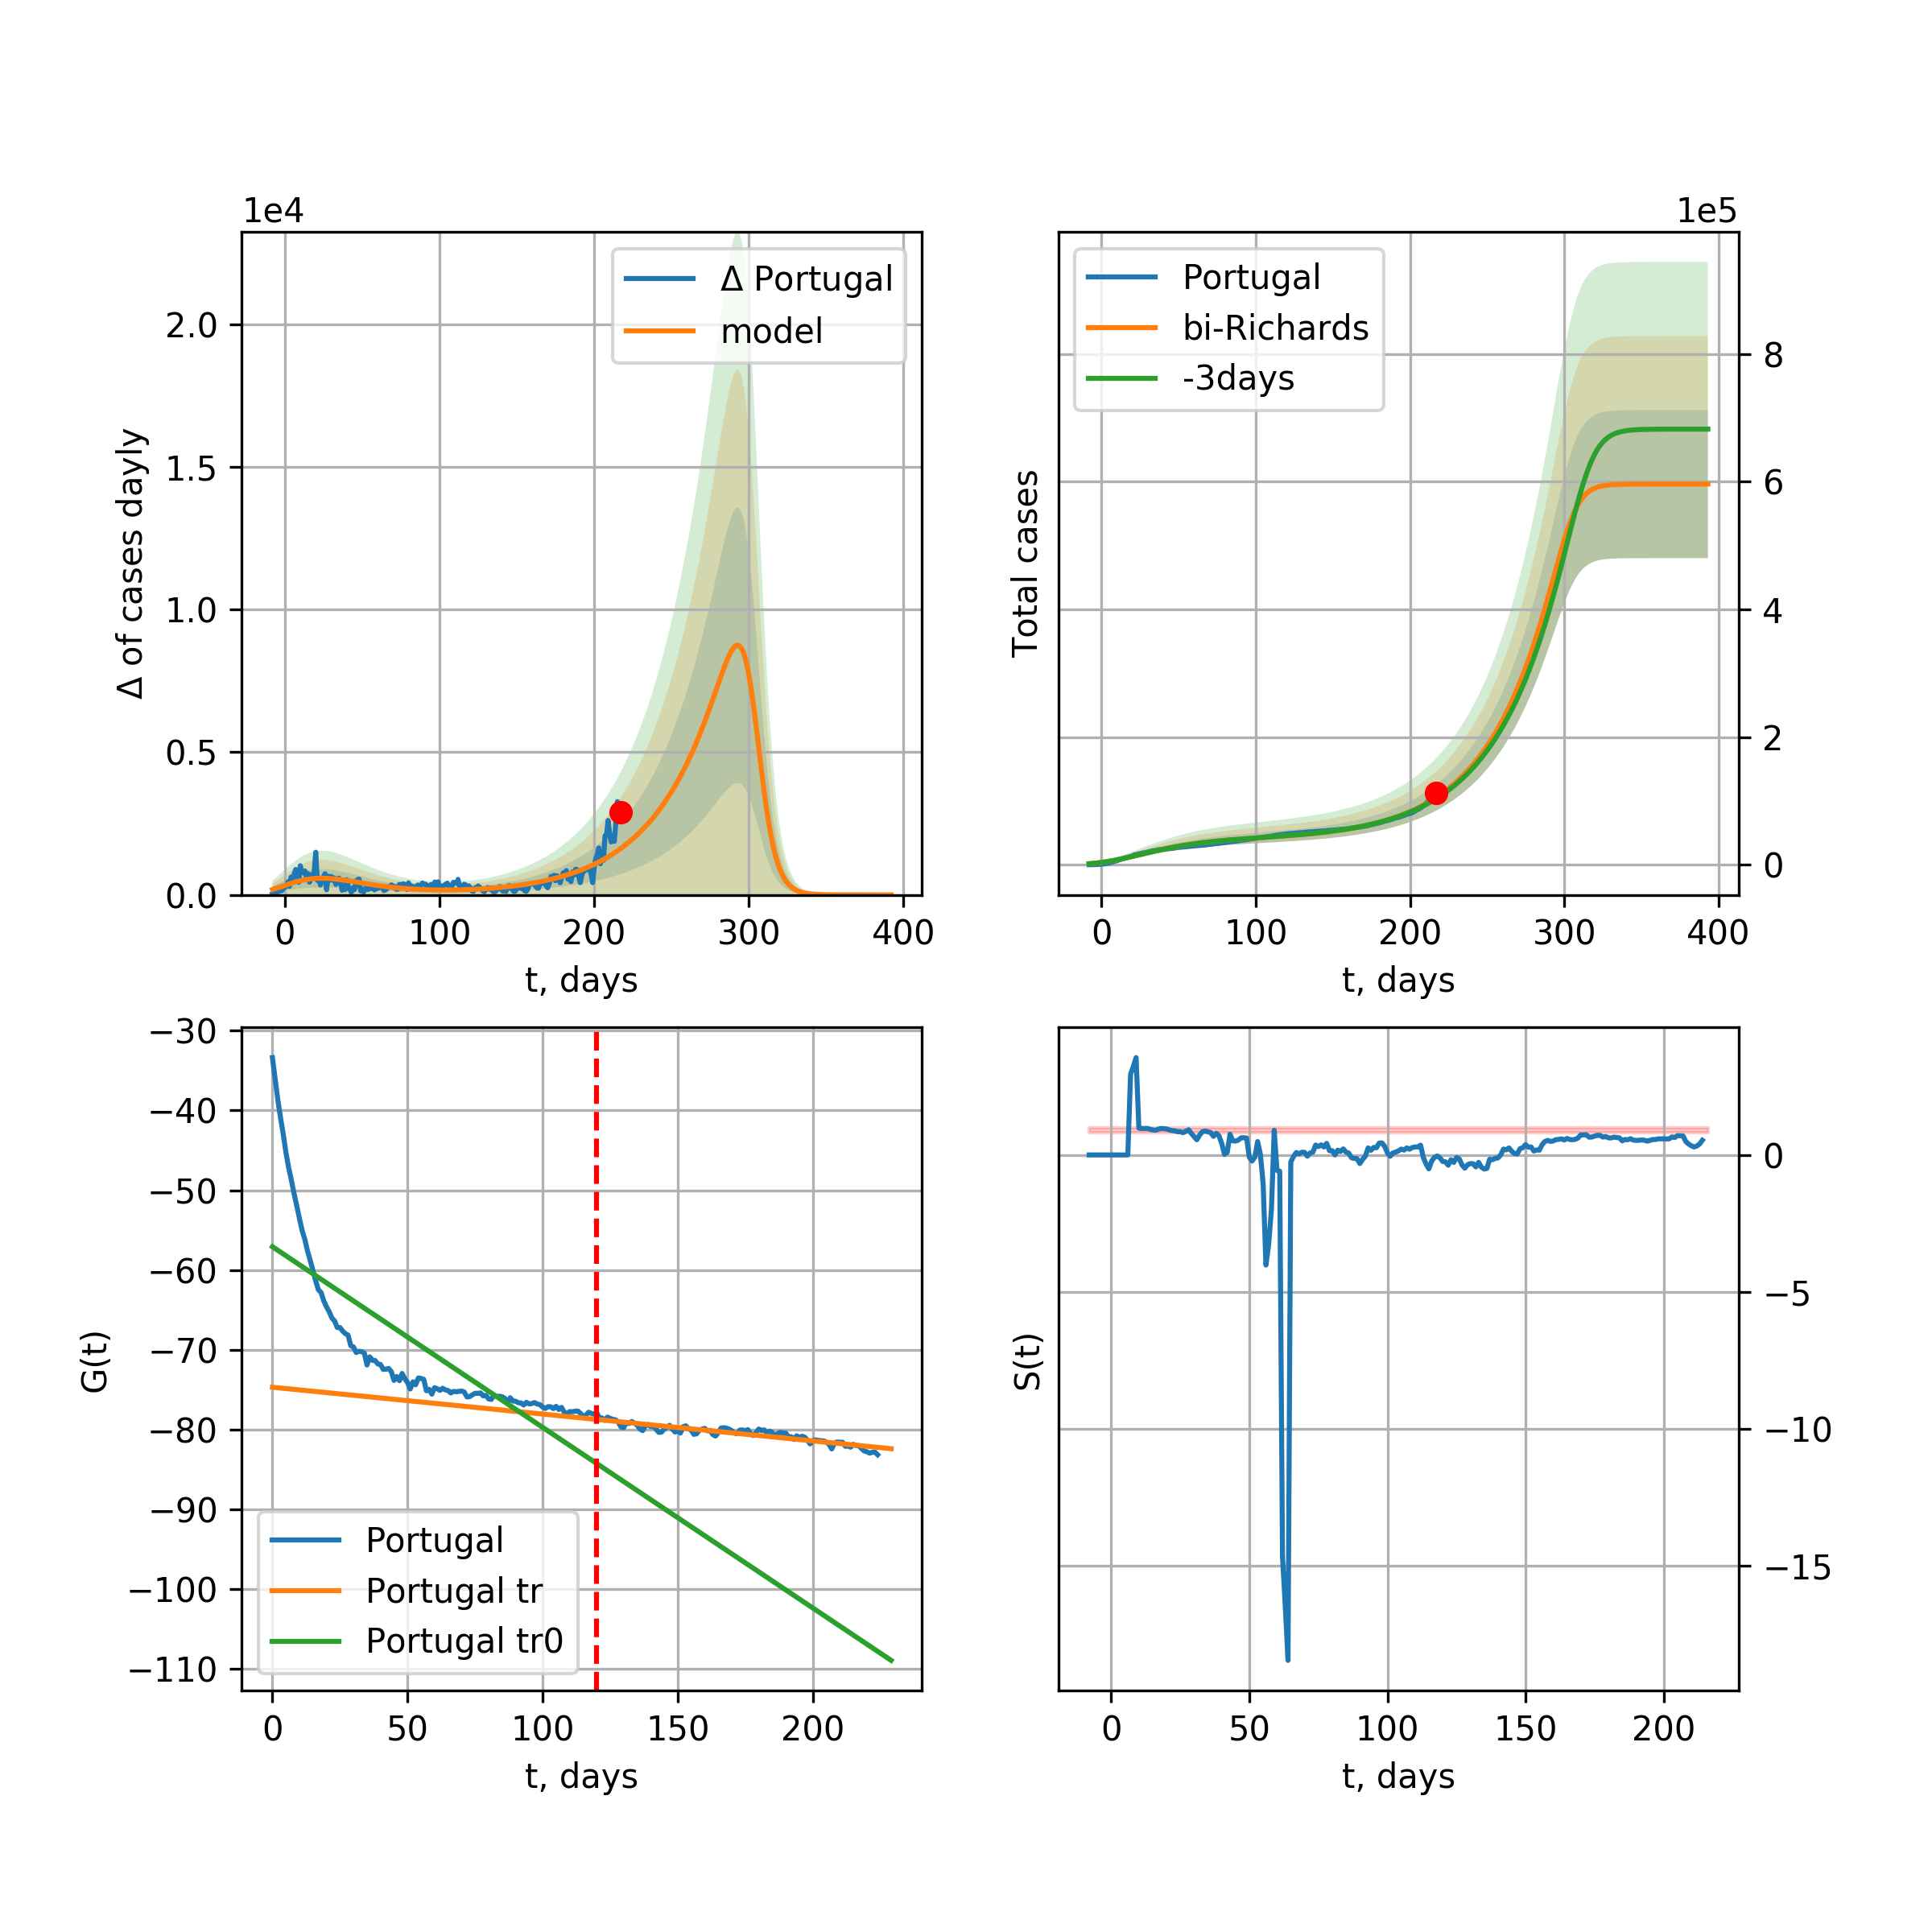 1e4
Δ Portugal
model
2.0
1.5
1.0
0.5
0.0
Δ of cases dayly
0 100 200 300 400
t, days
1e5
Portugal
bi-Richards
-3days
Total cases
8
6
4
2
0
0 100 200 300 400
t, days
−30
−40
−50
−60
−70
−80
−90
−100
−110
G(t)
Portugal
Portugal tr
Portugal tr0
0 50 100 150 200
t, days
S(t)
0
−5
−10
−15
0 50 100 150 200
t, days